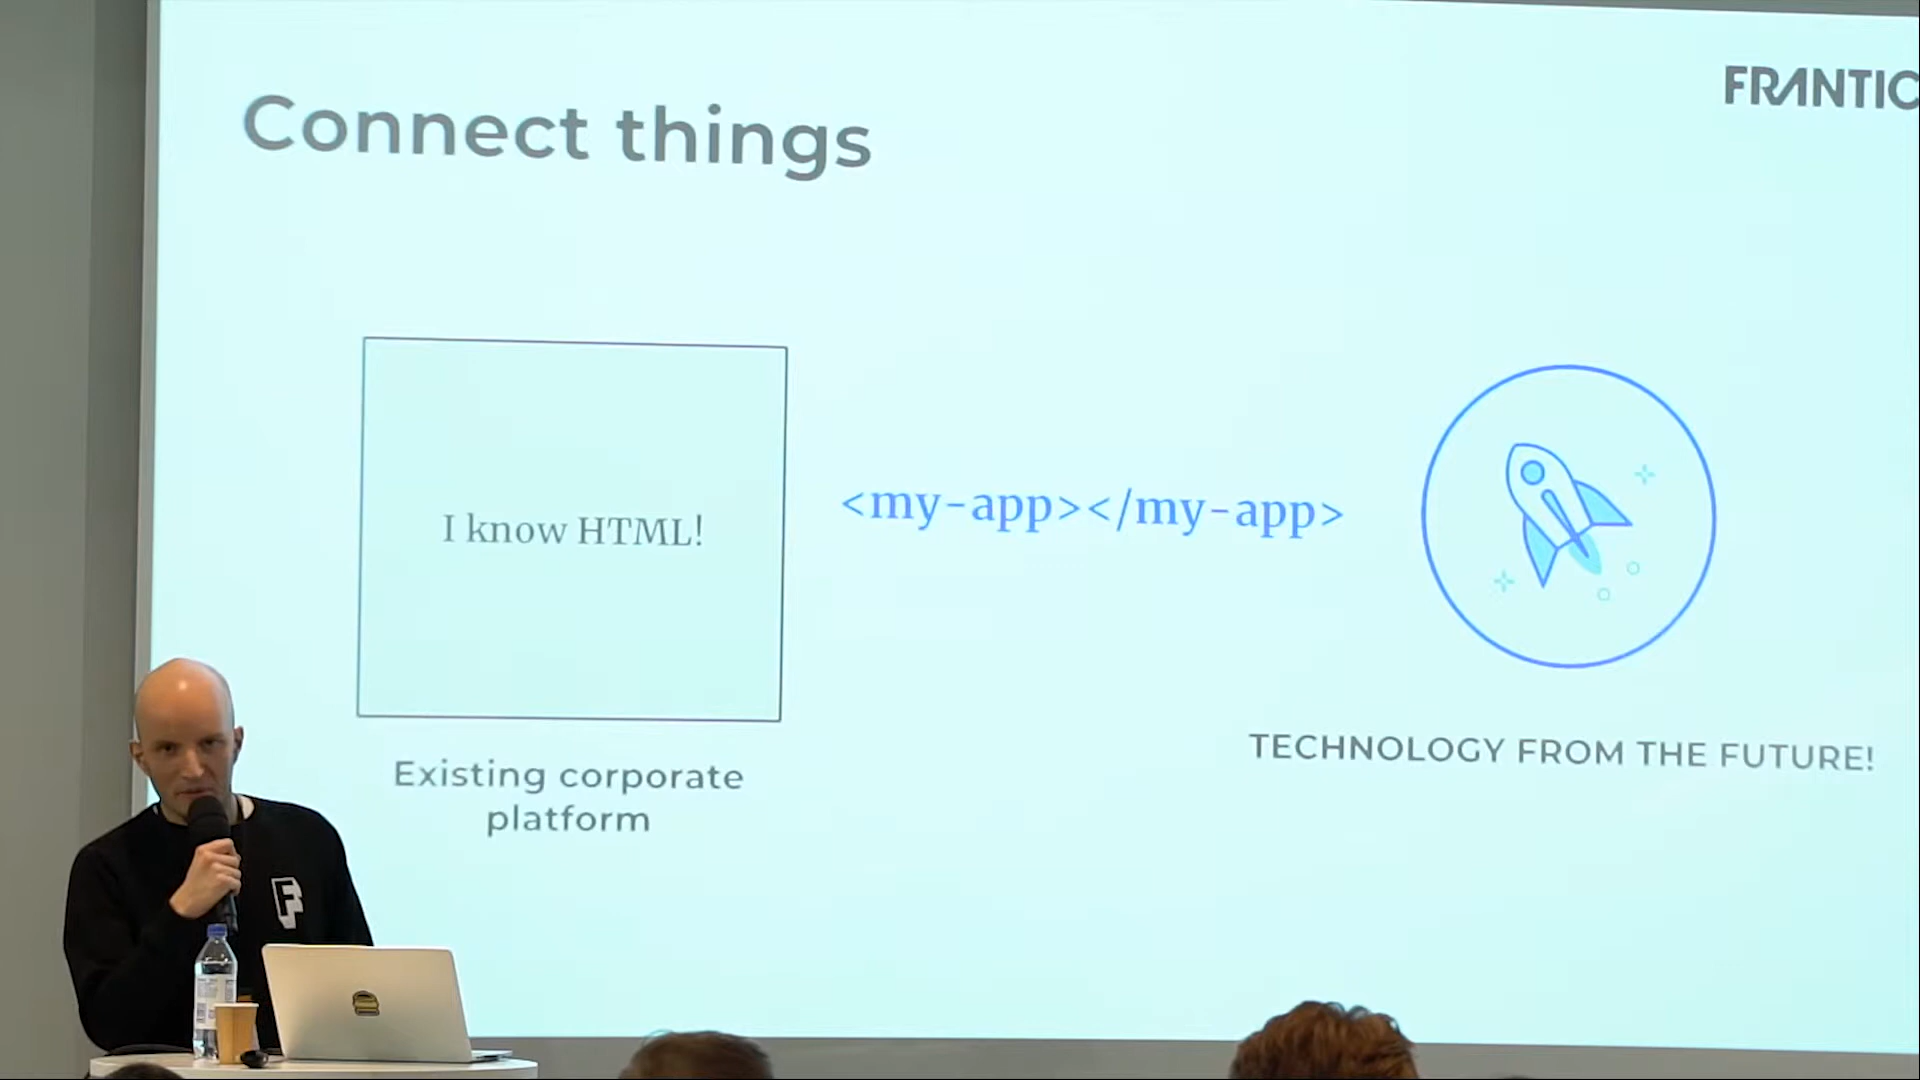 FRANTIC
Connect things
I know HTML!
<my-app></my-app>
Existing corporate
platform
TECHNOLOGY FROM THE FUTURE!
F